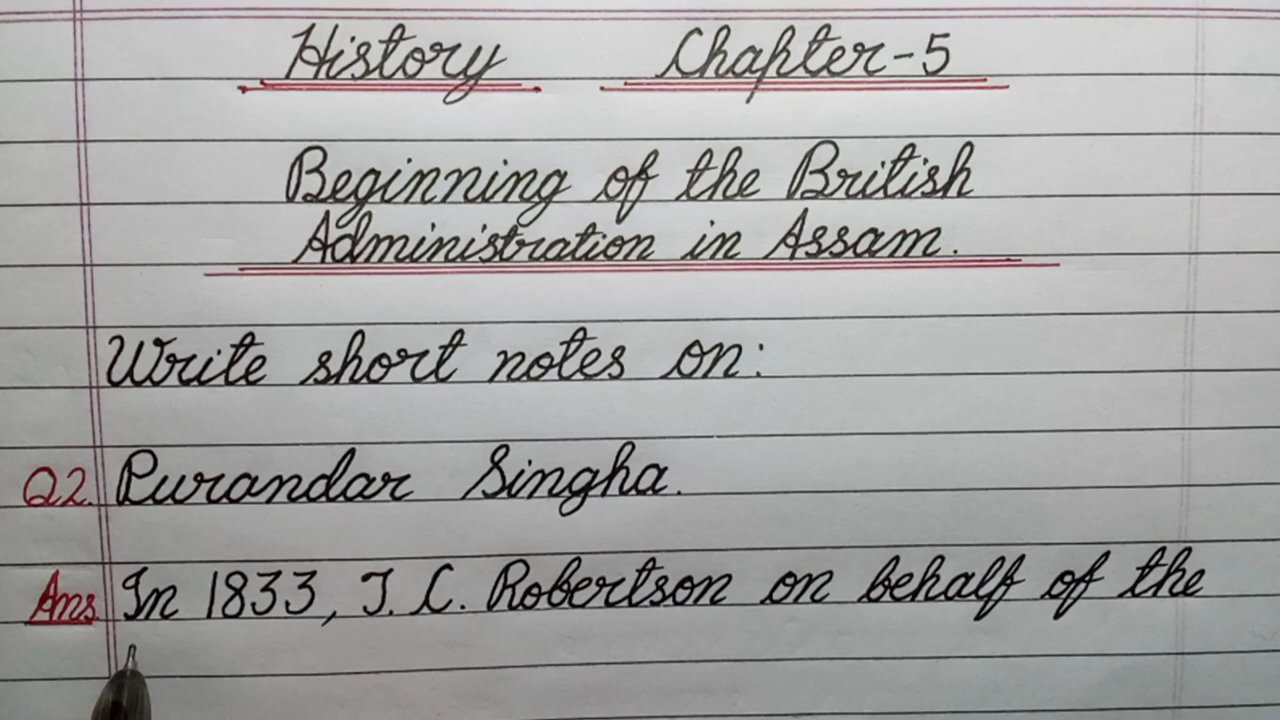 History Chapter-5
Beginning of the British
Administration in Assam.
Write short notes on:
Q2. Purandar Singha.
Ans. In 1833, T. C. Robertson on behalf of the